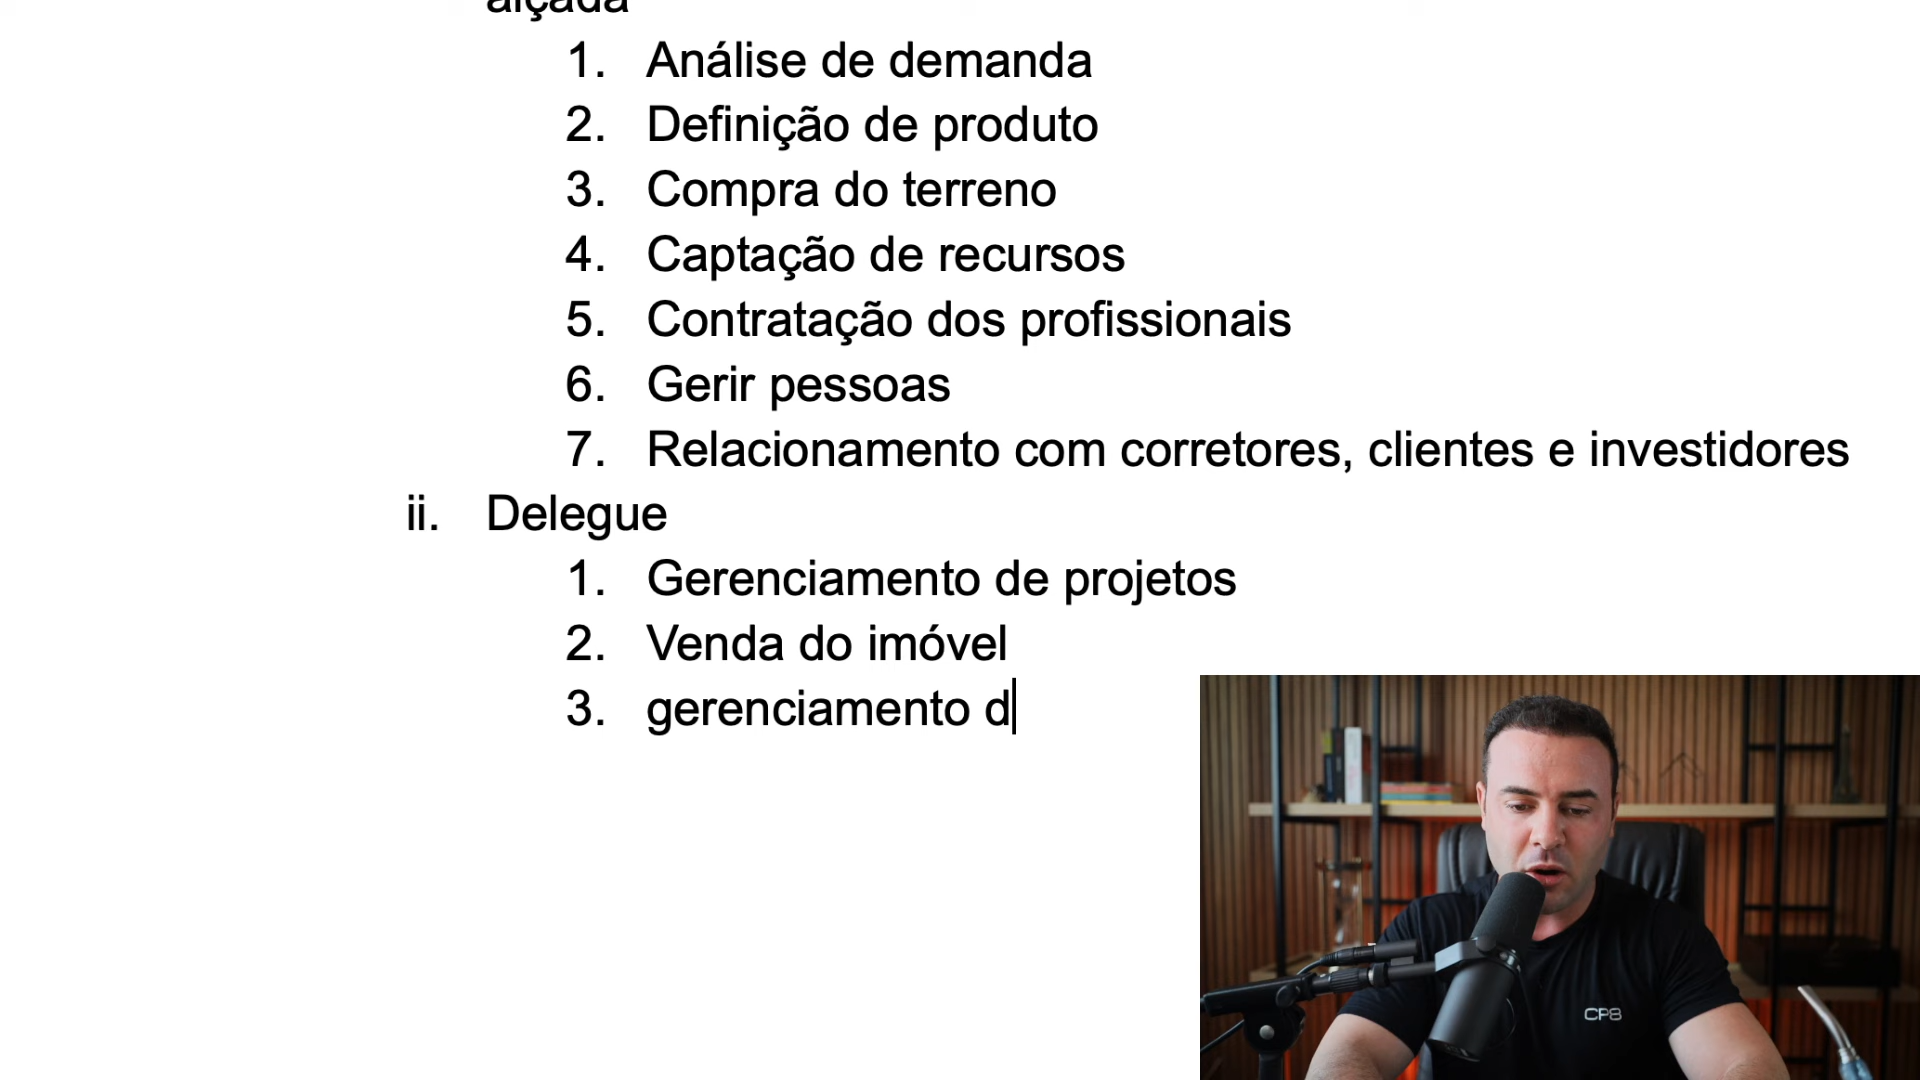 alçada
1. Análise de demanda
2. Definição de produto
3. Compra do terreno
4. Captação de recursos
5. Contratação dos profissionais
6. Gerir pessoas
7. Relacionamento com corretores, clientes e investidores
ii. Delegue
1. Gerenciamento de projetos
2. Venda do imóvel
3. gerenciamento d
CP8